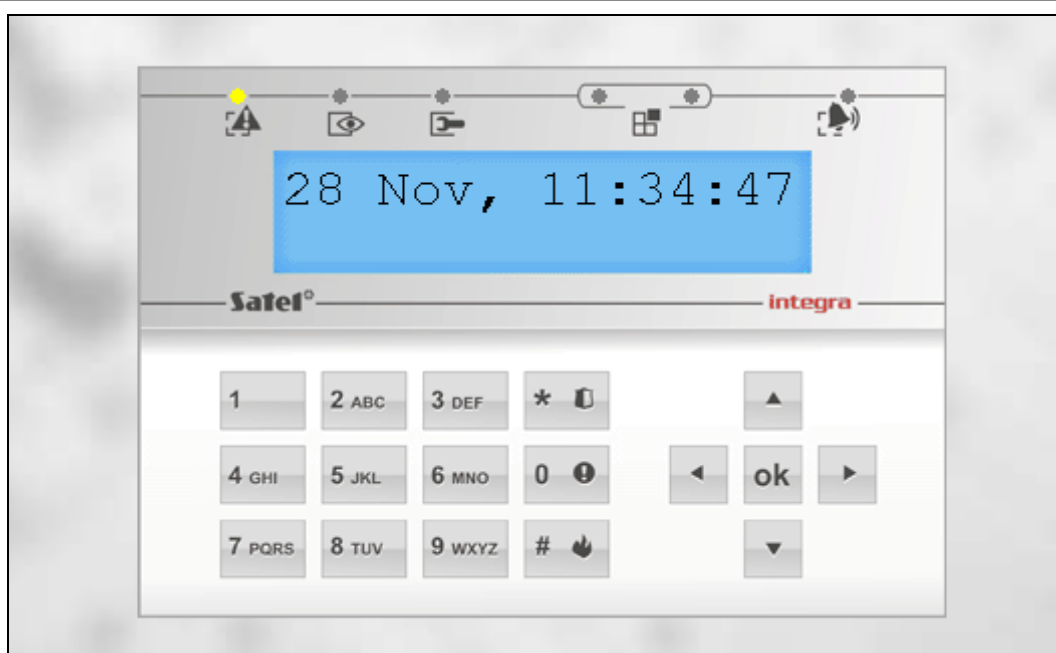 28 Nov, 11:34:47
Satel®
integra
1 2 ABC 3 DEF *
4 GHI 5 JKL 6 MNO 0 ok
7 PQRS 8 TUV 9 WXYZ #